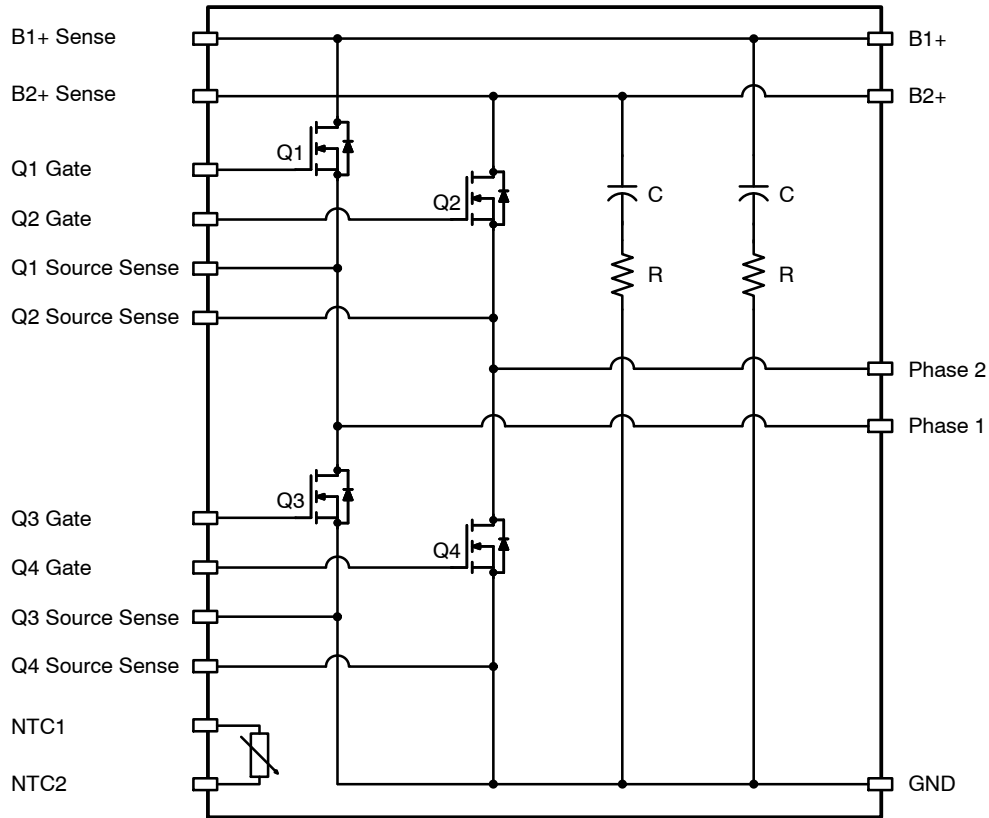 B1+ Sense
B1+
B2+ Sense
B2+
Q1
Q1 Gate
Q2
C
C
Q2 Gate
Q1 Source Sense
R
R
Q2 Source Sense
Phase 2
Phase 1
Q3
Q3 Gate
Q4
Q4 Gate
Q3 Source Sense
Q4 Source Sense
NTC1
NTC2
GND